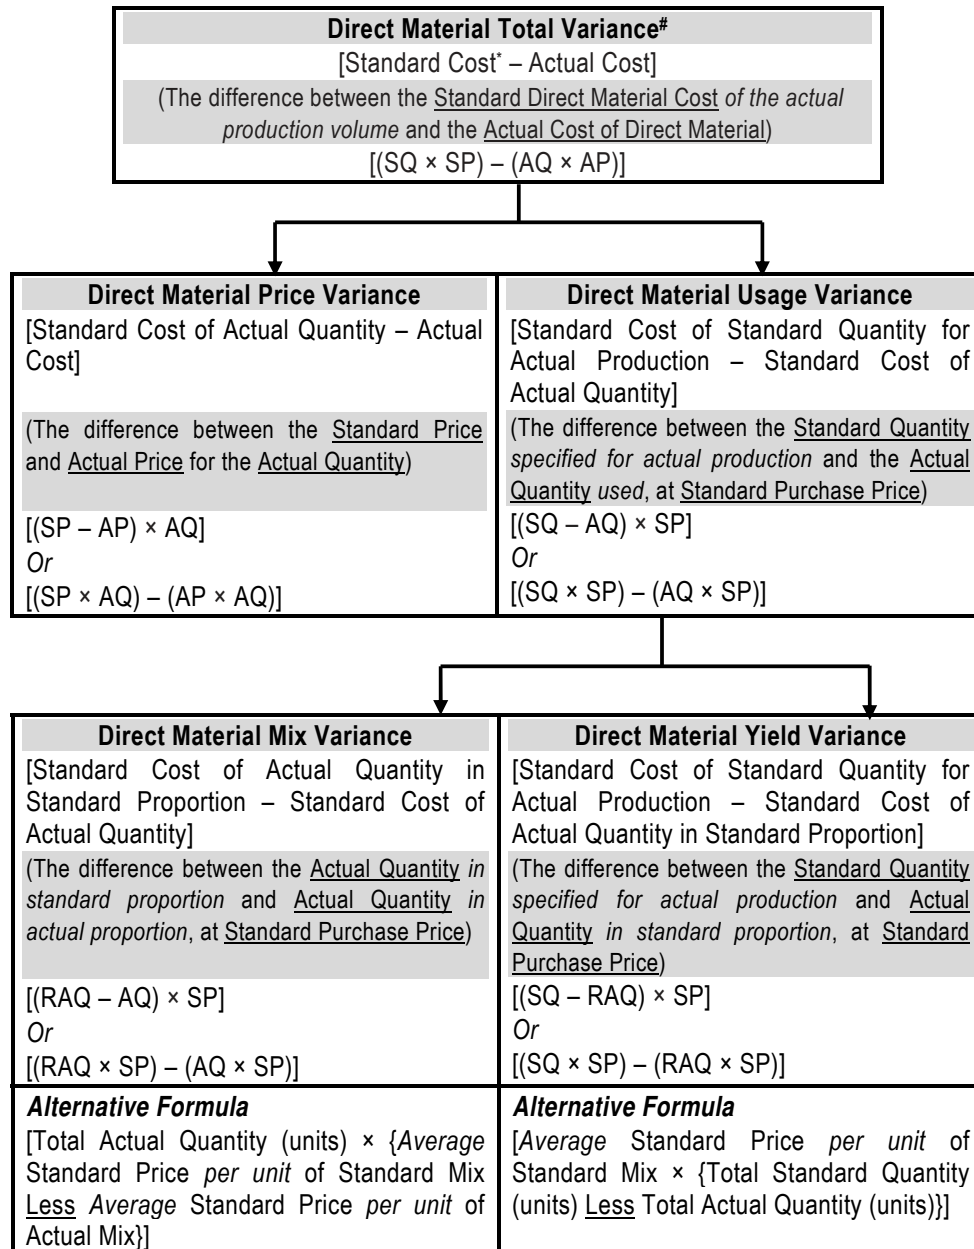 Direct Material Total Variance#
[Standard Cost* – Actual Cost]
(The difference between the Standard Direct Material Cost of the actual
production volume and the Actual Cost of Direct Material)
[(SQ × SP) – (AQ × AP)]
Direct Material Price Variance
[Standard Cost of Actual Quantity – Actual
Cost]
(The difference between the Standard Price
and Actual Price for the Actual Quantity)
[(SP – AP) × AQ]
Or
[(SP × AQ) – (AP × AQ)]
Direct Material Usage Variance
[Standard Cost of Standard Quantity for
Actual Production – Standard Cost of
Actual Quantity]
(The difference between the Standard Quantity
specified for actual production and the Actual
Quantity used, at Standard Purchase Price)
[(SQ – AQ) × SP]
Or
[(SQ × SP) – (AQ × SP)]
Direct Material Mix Variance
[Standard Cost of Actual Quantity in
Standard Proportion – Standard Cost of
Actual Quantity]
(The difference between the Actual Quantity in
standard proportion and Actual Quantity in
actual proportion, at Standard Purchase Price)
[(RAQ – AQ) × SP]
Or
[(RAQ × SP) – (AQ × SP)]
Direct Material Yield Variance
[Standard Cost of Standard Quantity for
Actual Production – Standard Cost of
Actual Quantity in Standard Proportion]
(The difference between the Standard Quantity
specified for actual production and Actual
Quantity in standard proportion, at Standard
Purchase Price)
[(SQ – RAQ) × SP]
Or
[(SQ × SP) – (RAQ × SP)]
Alternative Formula
[Total Actual Quantity (units) × {Average
Standard Price per unit of Standard Mix
Less Average Standard Price per unit of
Actual Mix}]
Alternative Formula
[Average Standard Price per unit of
Standard Mix × {Total Standard Quantity
(units) Less Total Actual Quantity (units)}]